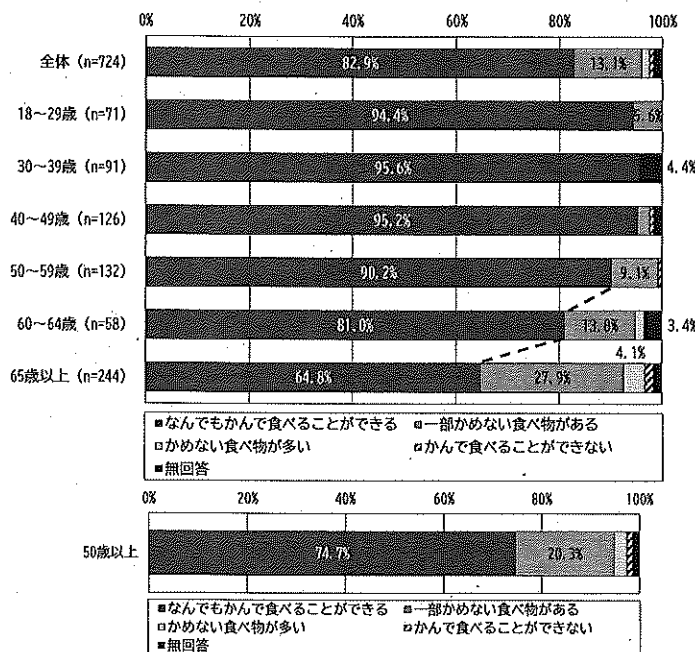 0% 20% 40% 60% 80% 100%
全体 (n=724) 82.9% 13.1%
18～29歳 (n=71) 94.4% 5.6%
30～39歳 (n=91) 95.6% 4.4%
40～49歳 (n=126) 95.2%
50～59歳 (n=132) 90.2% 9.1%
60～64歳 (n=58) 81.0% 13.8% 3.4%
4.1%
65歳以上 (n=244) 64.8% 27.9%
■なんでもかんで食べることができる □一部かめない食べ物がある
□かめない食べ物が多い □かんで食べることができない
■無回答
0% 20% 40% 60% 80% 100%
50歳以上 74.7% 20.3%
■なんでもかんで食べることができる □一部かめない食べ物がある
□かめない食べ物が多い □かんで食べることができない
■無回答